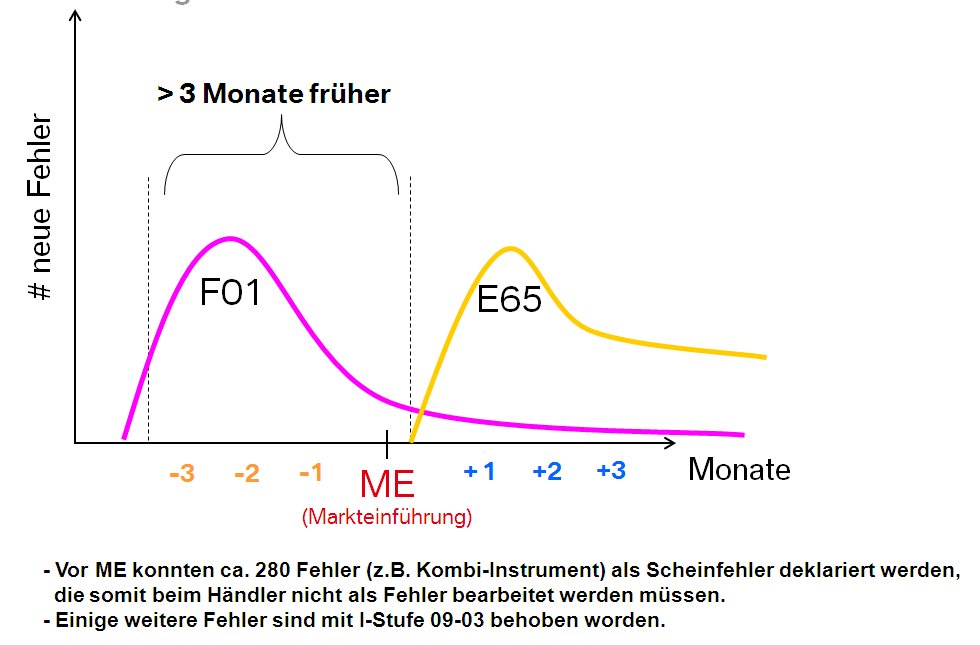 > 3 Monate früher
# neue Fehler
F01
E65
-3 -2 -1 +1 +2 +3
ME
Monate
(Markteinführung)
- Vor ME konnten ca. 280 Fehler (z.B. Kombi-Instrument) als Scheinfehler deklariert werden,
die somit beim Händler nicht als Fehler bearbeitet werden müssen.
- Einige weitere Fehler sind mit I-Stufe 09-03 behoben worden.